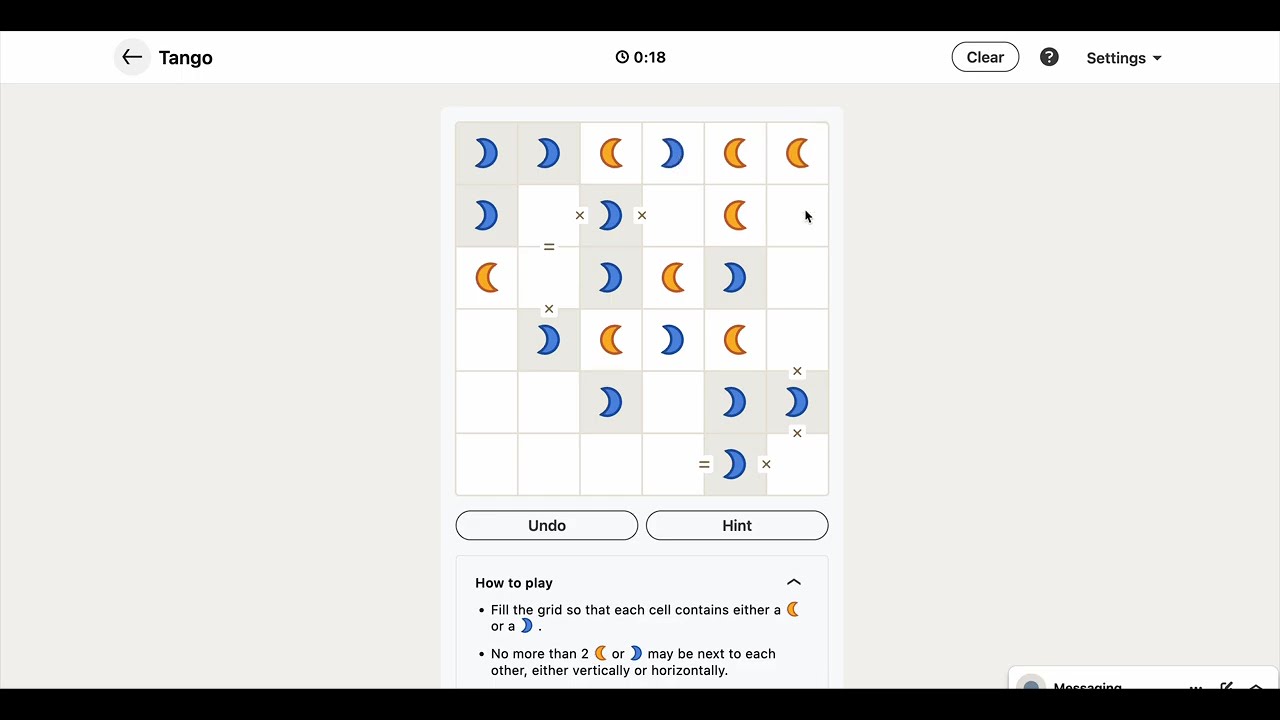 Tango
0:18
Clear
?
Settings
× ×
=
×
×
×
= ×
Undo
Hint
How to play
• Fill the grid so that each cell contains either a
or a .
• No more than 2 or may be next to each
other, either vertically or horizontally.
Messaging